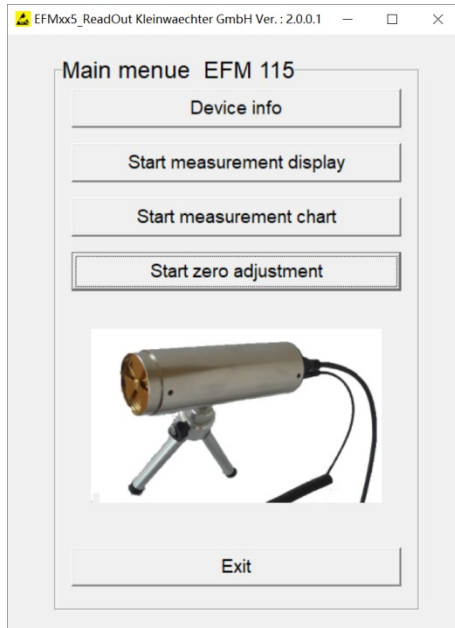 EFMxx5_ReadOut Kleinwaechter GmbH Ver. : 2.0.0.1
Main menue EFM 115
Device info
Start measurement display
Start measurement chart
Start zero adjustment
Exit